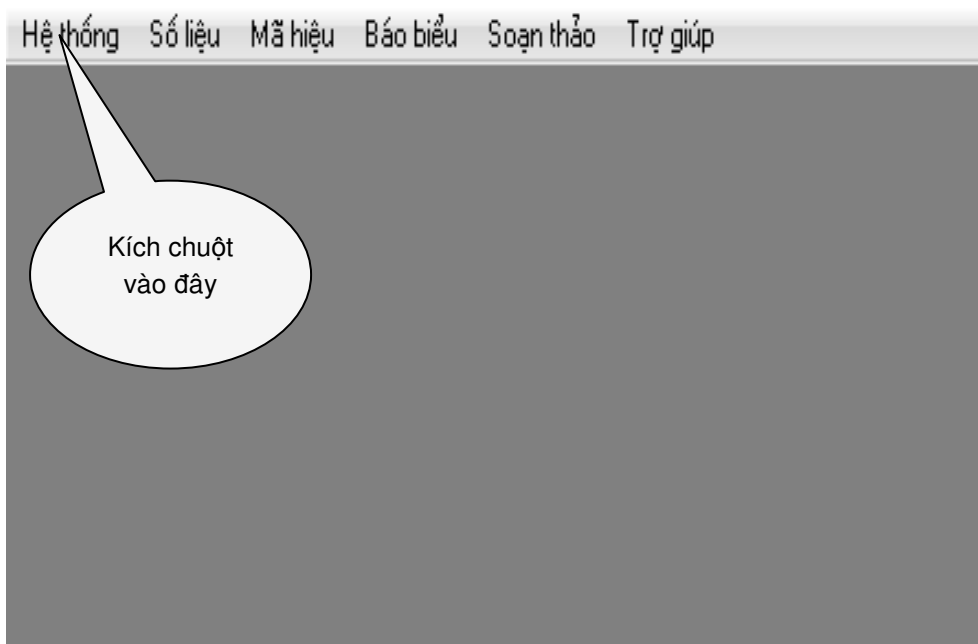 Hệ thống Số liệu Mã hiệu Báo biểu Soạn thảo Trợ giúp
Kích chuột
vào đây